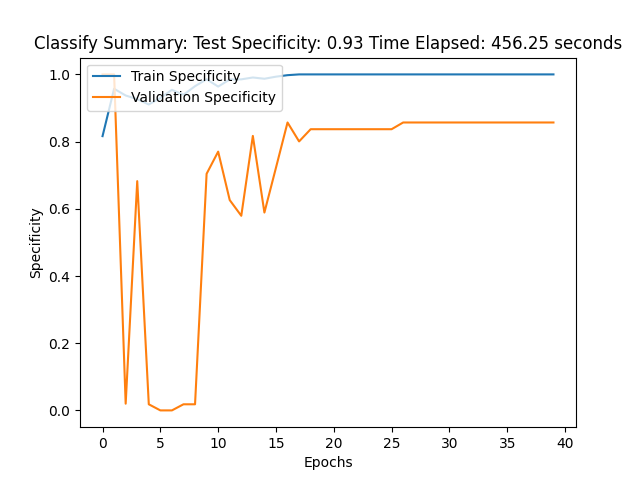 Classify Summary: Test Specificity: 0.93 Time Elapsed: 456.25 seconds
Train Specificity
Validation Specificity
1.0
0.8
0.6
0.4
0.2
0.0
Specificity
0 5 10 15 20 25 30 35 40
Epochs